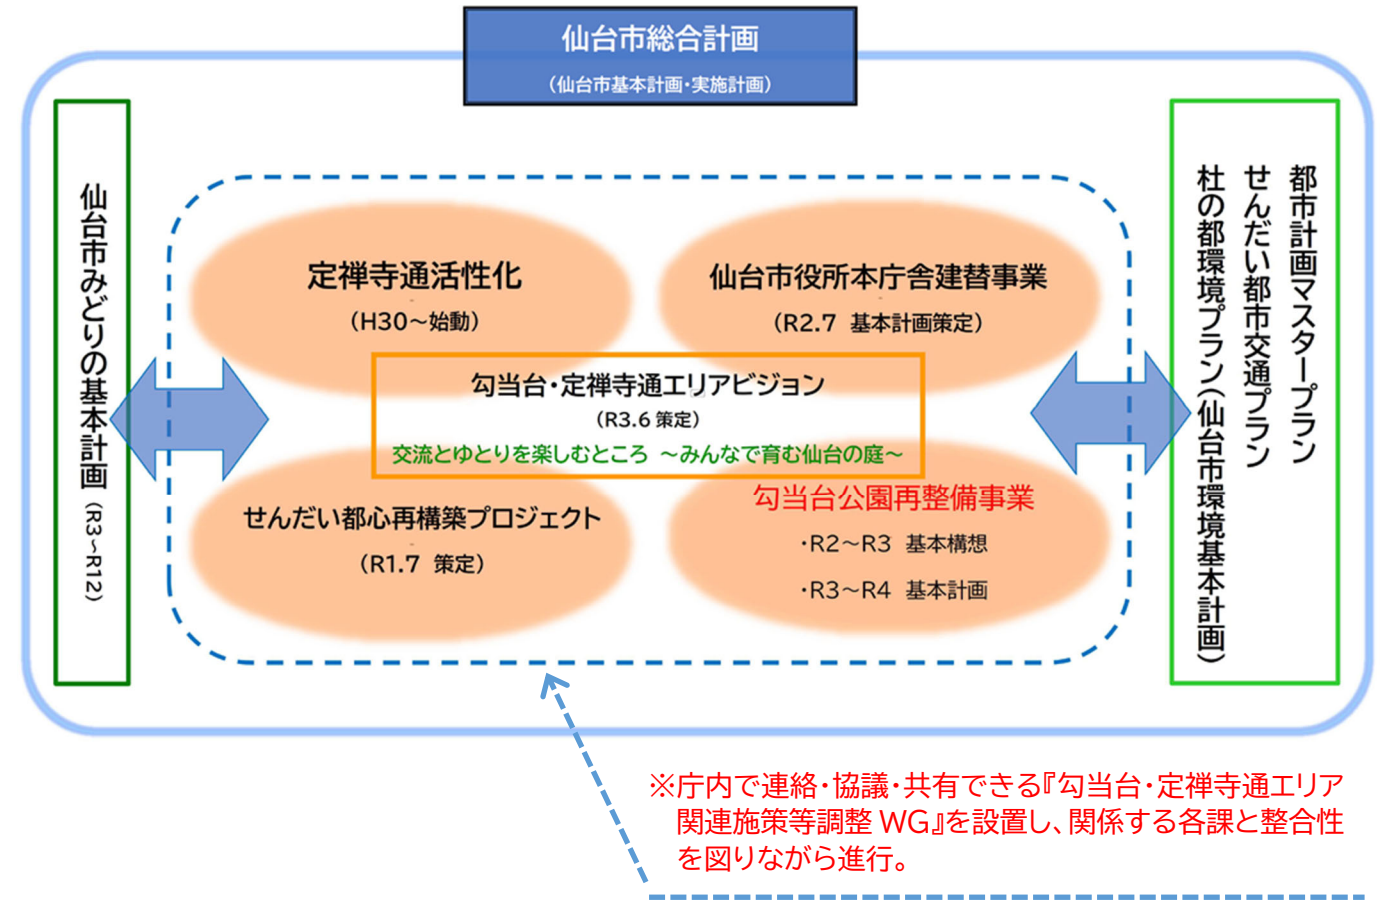 仙台市総合計画
（仙台市基本計画・実施計画）
仙台市みどりの基本計画（R3～R12）
定禅寺通活性化
（H30～始動）
仙台市役所本庁舎建替事業
（R2.7 基本計画策定）
勾当台・定禅寺通エリアビジョン
（R3.6 策定）
交流とゆとりを楽しむところ ～みんなで育む仙台の庭～
せんだい都心再構築プロジェクト
（R1.7 策定）
勾当台公園再整備事業
・R2～R3 基本構想
・R3～R4 基本計画
都市計画マスタープラン
せんだい都市交通プラン
杜の都環境プラン（仙台市環境基本計画）
※庁内で連絡・協議・共有できる『勾当台・定禅寺通エリア
関連施策等調整 WG』を設置し、関係する各課と整合性
を図りながら進行。